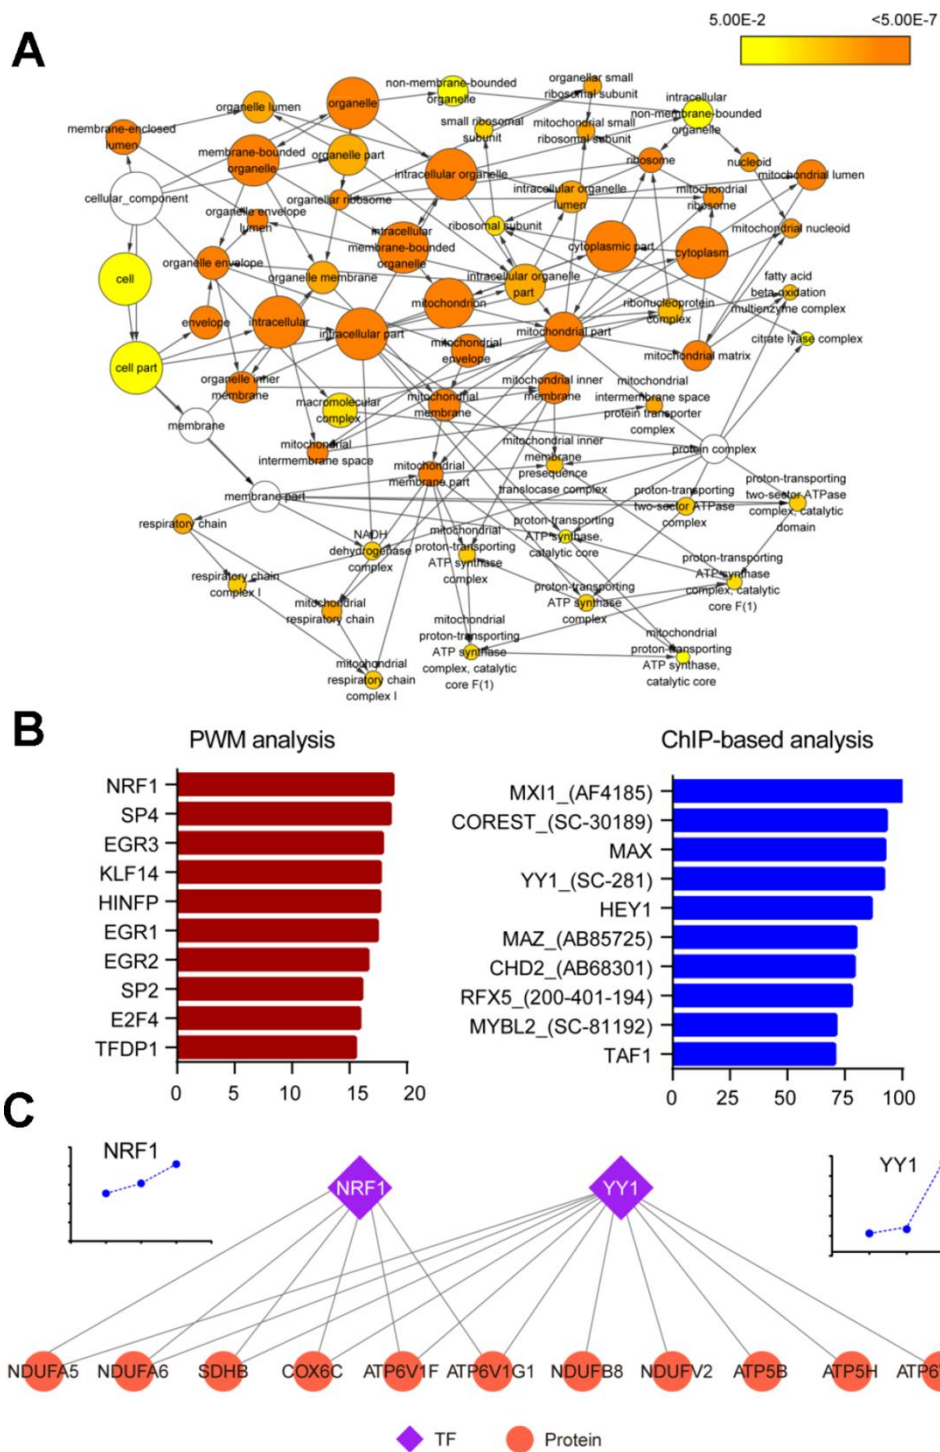 A
5.00E-2
<5.00E-7
non-membrane-bounded
organelle
organellar small
ribosomal subunit
organelle lumen
organelle
intracellular
non-membrane-bounded
organelle
membrane-enclosed
lumen
small ribosomal
subunit
mitochondrial small
ribosomal subunit
membrane-bounded
organelle
organelle part
intracellular organelle
ribosome
nucleoid
mitochondrial lumen
cellular_component
organellar ribosome
intracellular organelle
lumen
mitochondrial
ribosome
organelle envelope
lumen
intracellular
membrane-bounded
organelle
ribosomal subunit
cytoplasmic part
cytoplasm
mitochondrial nucleoid
organelle envelope
organelle membrane
cell
intracellular organelle
part
fatty acid
beta-oxidation
multienzyme complex
mitochondrion
ribonucleoprotein
complex
envelope
intracellular
intracellular part
mitochondrial part
citrate lyase complex
mitochondrial
envelope
mitochondrial matrix
cell part
organelle inner
membrane
mitochondrial inner
membrane
mitochondrial
intermembrane space
protein transporter
complex
macromolecular
complex
mitochondrial
membrane
membrane
mitochondrial
intermembrane space
mitochondrial inner
membrane
presequence
translocase complex
protein complex
mitochondrial
membrane part
membrane part
proton-transporting
two-sector ATPase
complex
proton-transporting
two-sector ATPase
complex, catalytic
domain
respiratory chain
NADH
dehydrogenase
complex
mitochondrial
proton-transporting
ATP synthase
complex
proton-transporting
ATP synthase,
catalytic core
respiratory chain
complex I
proton-transporting
ATP synthase
complex
proton-transporting
ATP synthase
complex, catalytic
core F(1)
mitochondrial
respiratory chain
mitochondrial
proton-transporting
ATP synthase
complex, catalytic
core F(1)
mitochondrial
proton-transporting
ATP synthase,
catalytic core
mitochondrial
respiratory chain
complex I
B
PWM analysis
NRF1
SP4
EGR3
KLF14
HINFP
EGR1
EGR2
SP2
E2F4
TFDP1
0 5 10 15 20
ChIP-based analysis
MXI1_(AF4185)
COREST_(SC-30189)
MAX
YY1_(SC-281)
HEY1
MAZ_(AB85725)
CHD2_(AB68301)
RFX5_(200-401-194)
MYBL2_(SC-81192)
TAF1
0 25 50 75 100
C
NRF1
NRF1
YY1
YY1
NDUFA5 NDUFA6 SDHB COX6C ATP6V1F ATP6V1G1 NDUFB8 NDUFV2 ATP5B ATP5H
TF
Protein